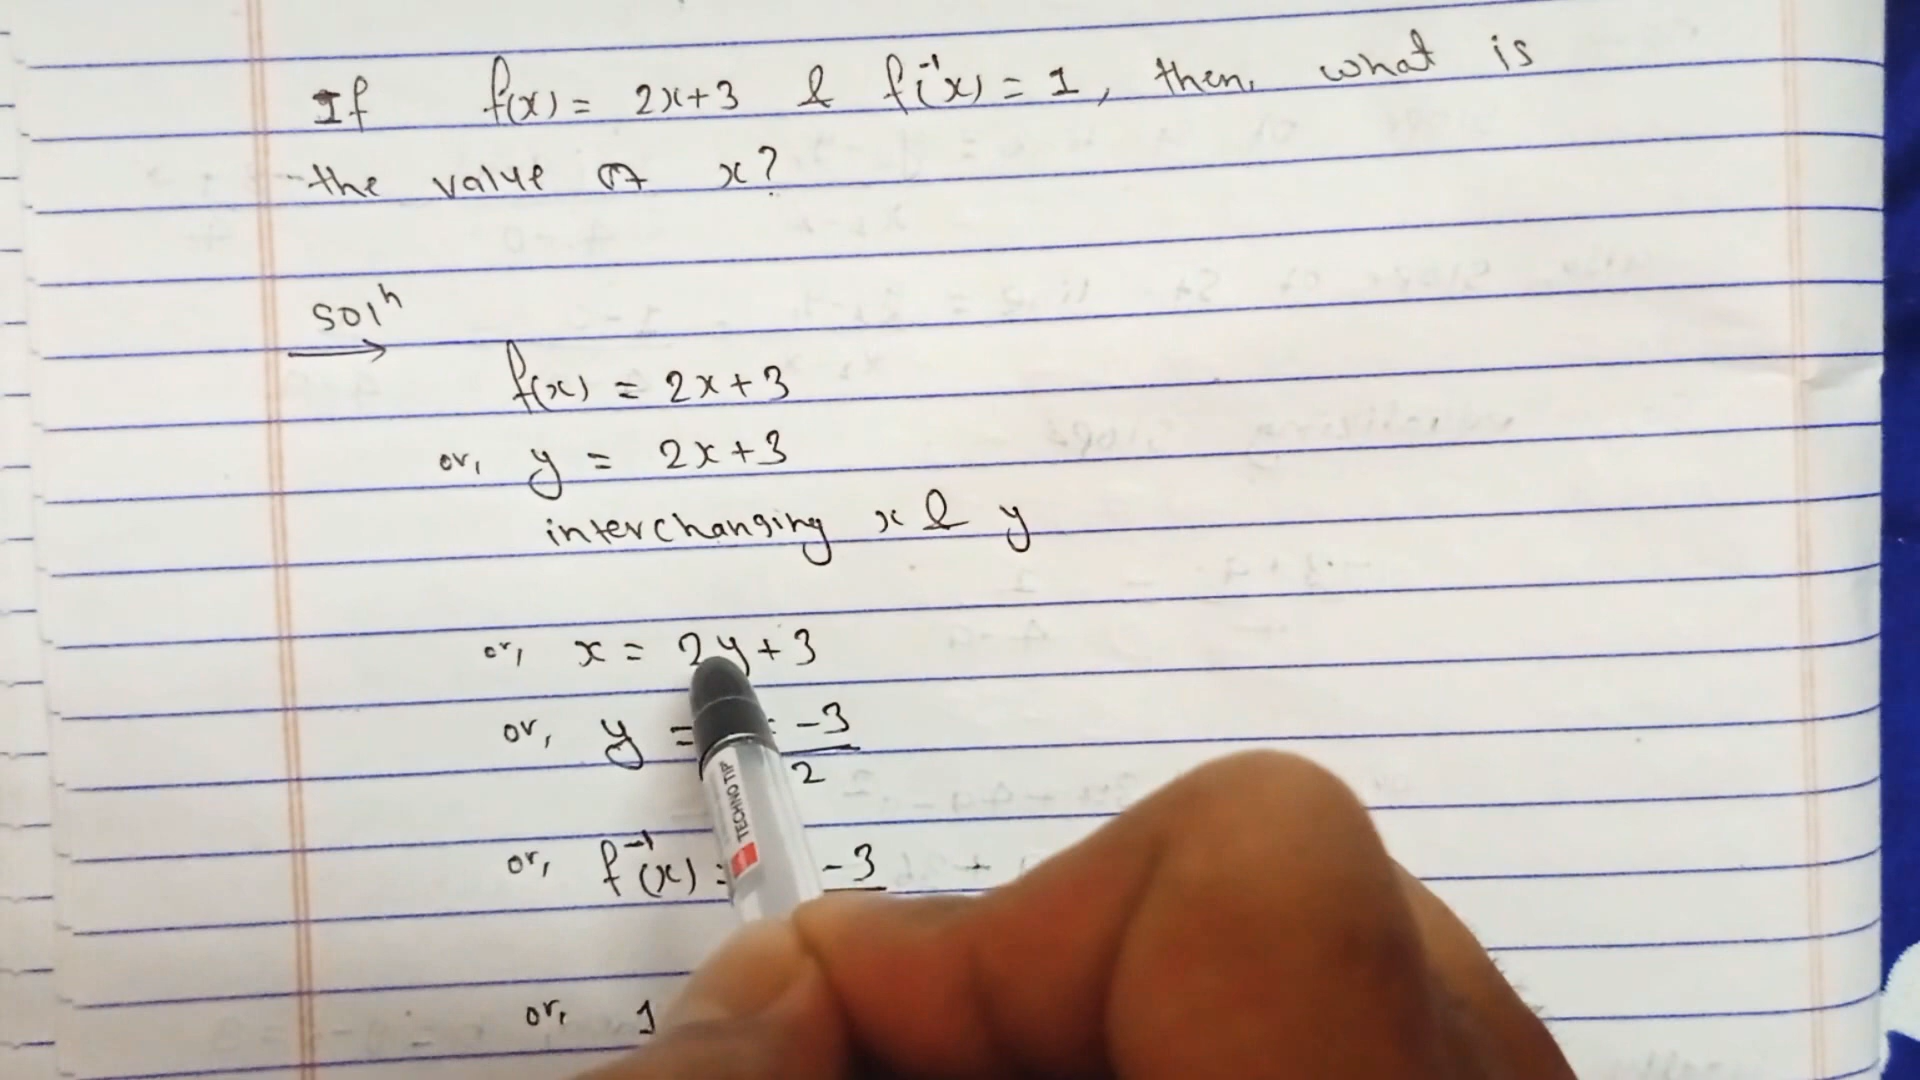 If f(x) = 2x+3 & f⁻¹(x) = 1, then, what is
the value of x?
Solⁿ
f(x) = 2x+3
or, y = 2x+3
interchanging x & y
or, x = 2y+3
or, y = -3
2
or, f⁻¹(x) = -3
or, 1
TECHNO TIP